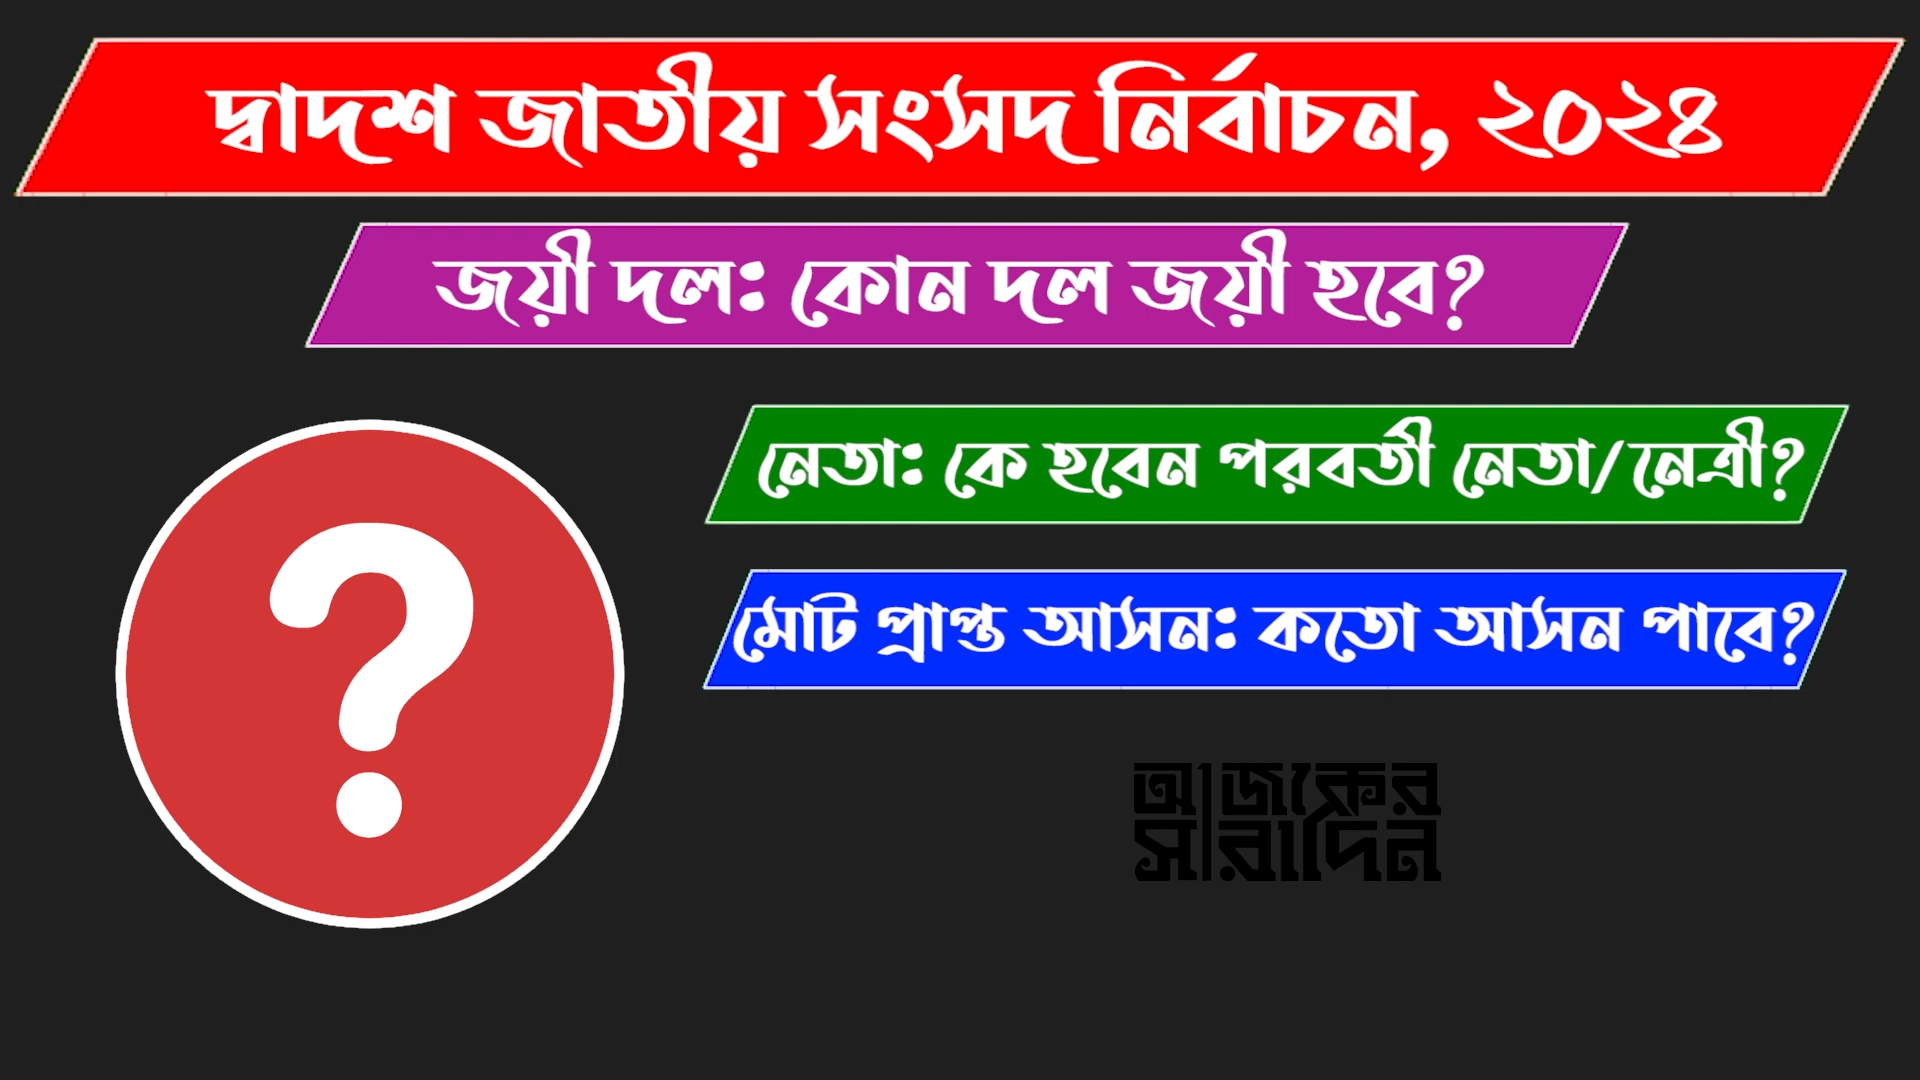 দ্বাদশ জাতীয় সংসদ নির্বাচন, ২০২৪
জয়ী দল: কোন দল জয়ী হবে?
নেতা: কে হবেন পরবর্তী নেতা/নেত্রী?
মোট প্রাপ্ত আসন: কতো আসন পাবে?
আজকের
সারাদিন